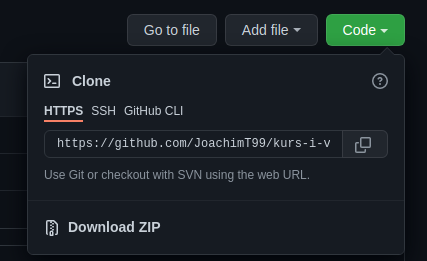 Go to file Add file Code
Clone
HTTPS SSH GitHub CLI
https://github.com/JoachimT99/kurs-i-v
Use Git or checkout with SVN using the web URL.
Download ZIP